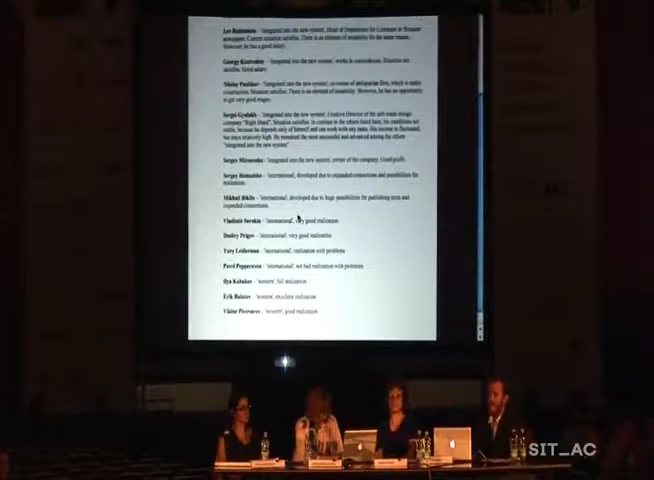 Lev Rubinstein - 'integrated into the new system', Head of Department for Literature in
newspaper. Current situation satisfies. There is an element of instability for the same reason.
However, he has a good salary.
Georgy Kizevalter - 'integrated into the new system', works in Situation not
satisfies. Good salary.
Nikolay Panitkov - 'integrated into the new system', co-owner of antiquarian firm, which is under
construction. Situation satisfies. There is an element of instability. However, he has an opportunity
to get very good wages.
Sergei Gyulukh - 'integrated into the new system', Creative Director of the self-made design
company "Right Hand". Situation satisfies. In contrast to the others listed here, his conditions are
stable, because he depends only of himself and can work with any tasks. His income is fluctuated,
but stays relatively high. He remained the most successful and advanced among the others
"integrated into the new system"
Sergey Mironenko - 'integrated into the new system', owner of the company. Good profit.
Sergey Romashko - 'international', developed due to expanded connections and possibilities for
realization.
Mikhail Riklin - 'international', developed due to huge possibilities for publishing texts and
expanded connections.
Vladimir Sorokin - 'international', very good realization
Dmitry Prigov - 'international', very good realization
Yury Leiderman - 'international', realization with problems
Pavel Pepperstein - 'international', not bad realization with problems
Ilya Kabakov - 'western', full realization
Erik Bulatov - 'western', excellent realization
Viktor Pivovarov - 'western', good realization
SIT_AC